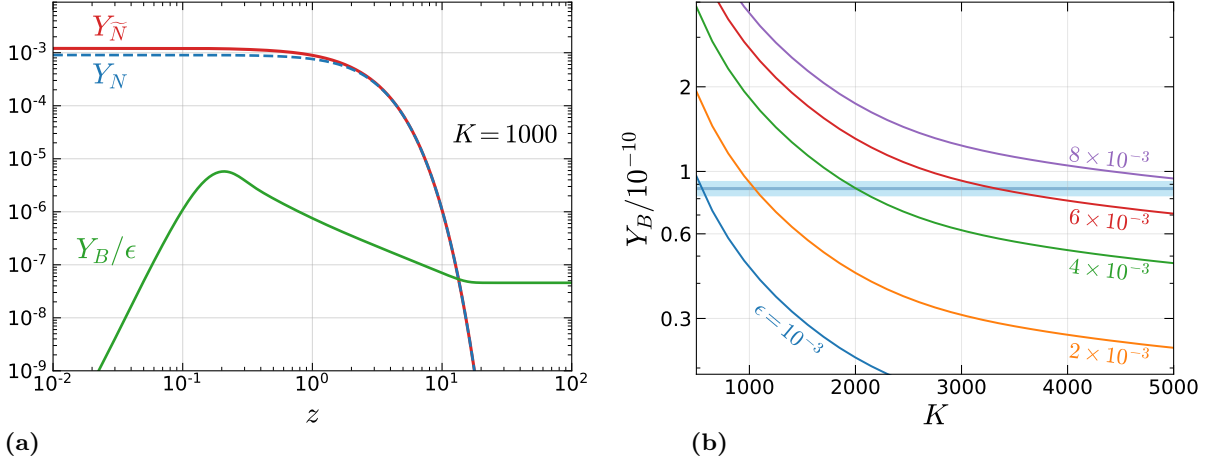 Y_Ñ
Y_N
K = 1000
Y_B/ϵ
10^-3
10^-4
10^-5
10^-6
10^-7
10^-8
10^-9
10^-2
10^-1
10^0
10^1
10^2
z
(a)
Y_B/10^-10
2
1
0.6
0.3
8 × 10^-3
6 × 10^-3
4 × 10^-3
2 × 10^-3
ϵ = 10^-3
1000
2000
3000
4000
5000
K
(b)